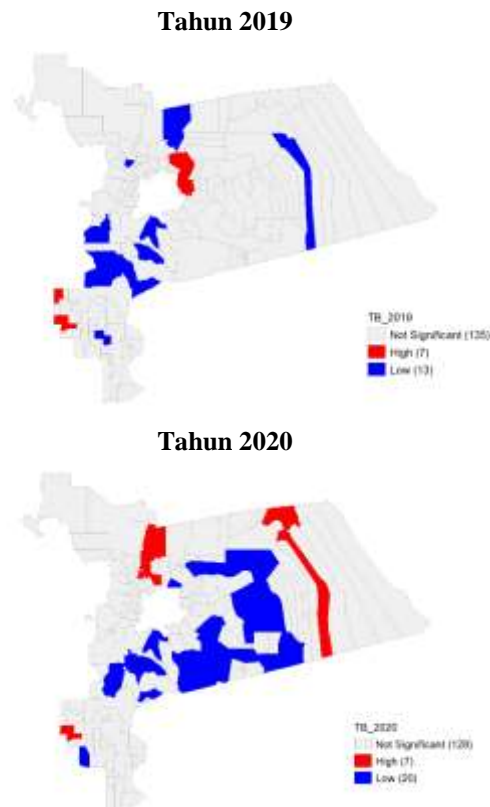 Tahun 2019
TB_2019
Not Significant (135)
High (7)
Low (13)
Tahun 2020
TB_2020
Not Significant (128)
High (7)
Low (20)